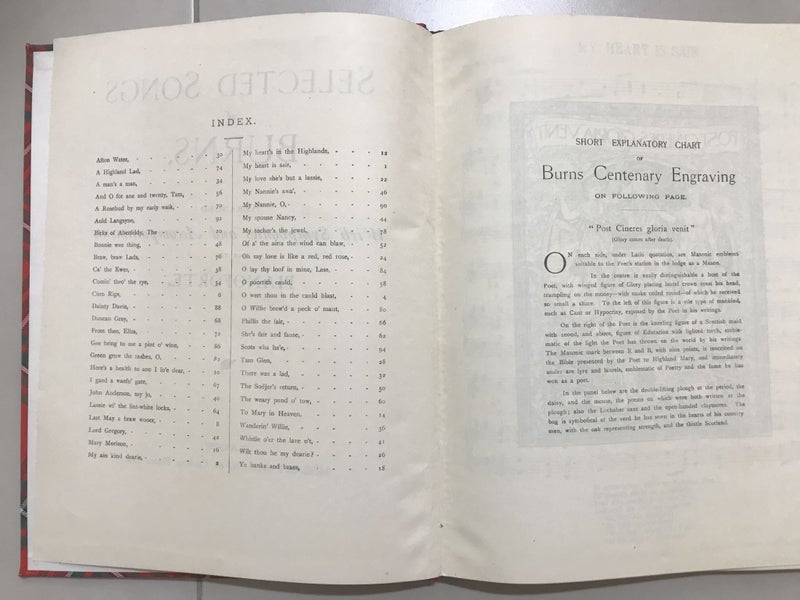 INDEX.
Afton Water, 30
A Highland Lad, 74
A man's a man, 34
And O for ane and twenty, Tam, 56
A Rosebud by my early walk, 70
Auld Langsyne, 92
Birks of Aberfeldy, The 10
Bonnie wee thing, 48
Braw, braw Lads, 76
Ca' the Ewes, 38
Comin' thro' the rye, 54
Corn Rigs, 6
Dainty Davie, 88
Duncan Gray, 68
From thee, Eliza, 72
Gae bring to me a pint o' wine,
Green grow the rashes, O,
Here's a health to ane I lo'e dear, 20
I gaed a waefu' gate,
John Anderson, my jo, 40
Lassie wi' the lint-white locks, 64
Last May a braw wooer, 8
Lord Gregory, 42
Mary Morison, 16
My ain kind dearie, 2
My heart's in the Highlands, 12
My heart is sair, 1
My love she's but a lassie, 22
My Nannie's awa', 46
My Nannie, O, 90
My spouse Nancy, 44
My tocher's the jewel, 78
Of a' the airts the wind can blaw, 52
Oh my love is like a red, red rose, 24
O lay thy loof in mine, Lass, 84
O poortith cauld, 58
O wert thou in the cauld blast, 4
O Willie brew'd a peck o' maut, 80
Phillis the fair, 66
She's fair and fause, 62
Scots wha ha'e, 94
Tam Glen, 28
There was a lad, 32
The Sodjer's return, 50
The weary pund o' tow, 60
To Mary in Heaven, 14
Wanderin' Willie, 36
Whistle o'er the lave o't, 41
Wilt thou be my dearie? 26
Ye banks and braes, 18
SHORT EXPLANATORY CHART
OF
Burns Centenary Engraving
ON FOLLOWING PAGE.
"Post Cineres gloria venit"
(Glory comes after death).
ON each side, under Latin quotation, are Masonic emblems
suitable to the Poet's station in the lodge as a Mason.
In the centre is easily distinguishable a bust of the
Poet, with winged figure of Glory placing laurel crown upon his head,
trampling on the money—with snake coiled round—of which he received
so small a share. To the left of this figure is a vile type of mankind,
such as Cant or Hypocrisy, exposed by the Poet in his writings.
On the right of the Poet is the kneeling figure of a Scottish maid
with snood, and above, figure of Education with lighted torch, emble-
matic of the light the Poet has thrown on the world by his writings.
The Masonic mark between R and B, with nine points, is inscribed on
the Bible presented by the Poet to Highland Mary, and immediately
under are lyre and laurels, emblematic of Poetry and the fame he has
won as a poet.
In the panel below are the double-lilting plough of the period, the
daisy, and the mouse, the poems on which were both written at the
plough; also the Lochaber axes and the open-handed claymores. The
bag is symbolical of the seed he has sown in the hearts of his country
men, with the oak representing strength, and the thistle Scotland.